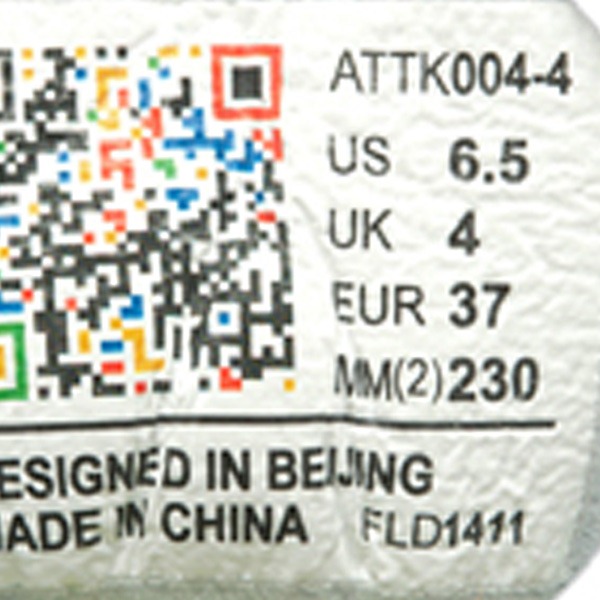 ATTK004-4
US 6.5
UK 4
EUR 37
MM(2)230
ESIGNED IN BEIJING
ADE IN CHINA FLD1411